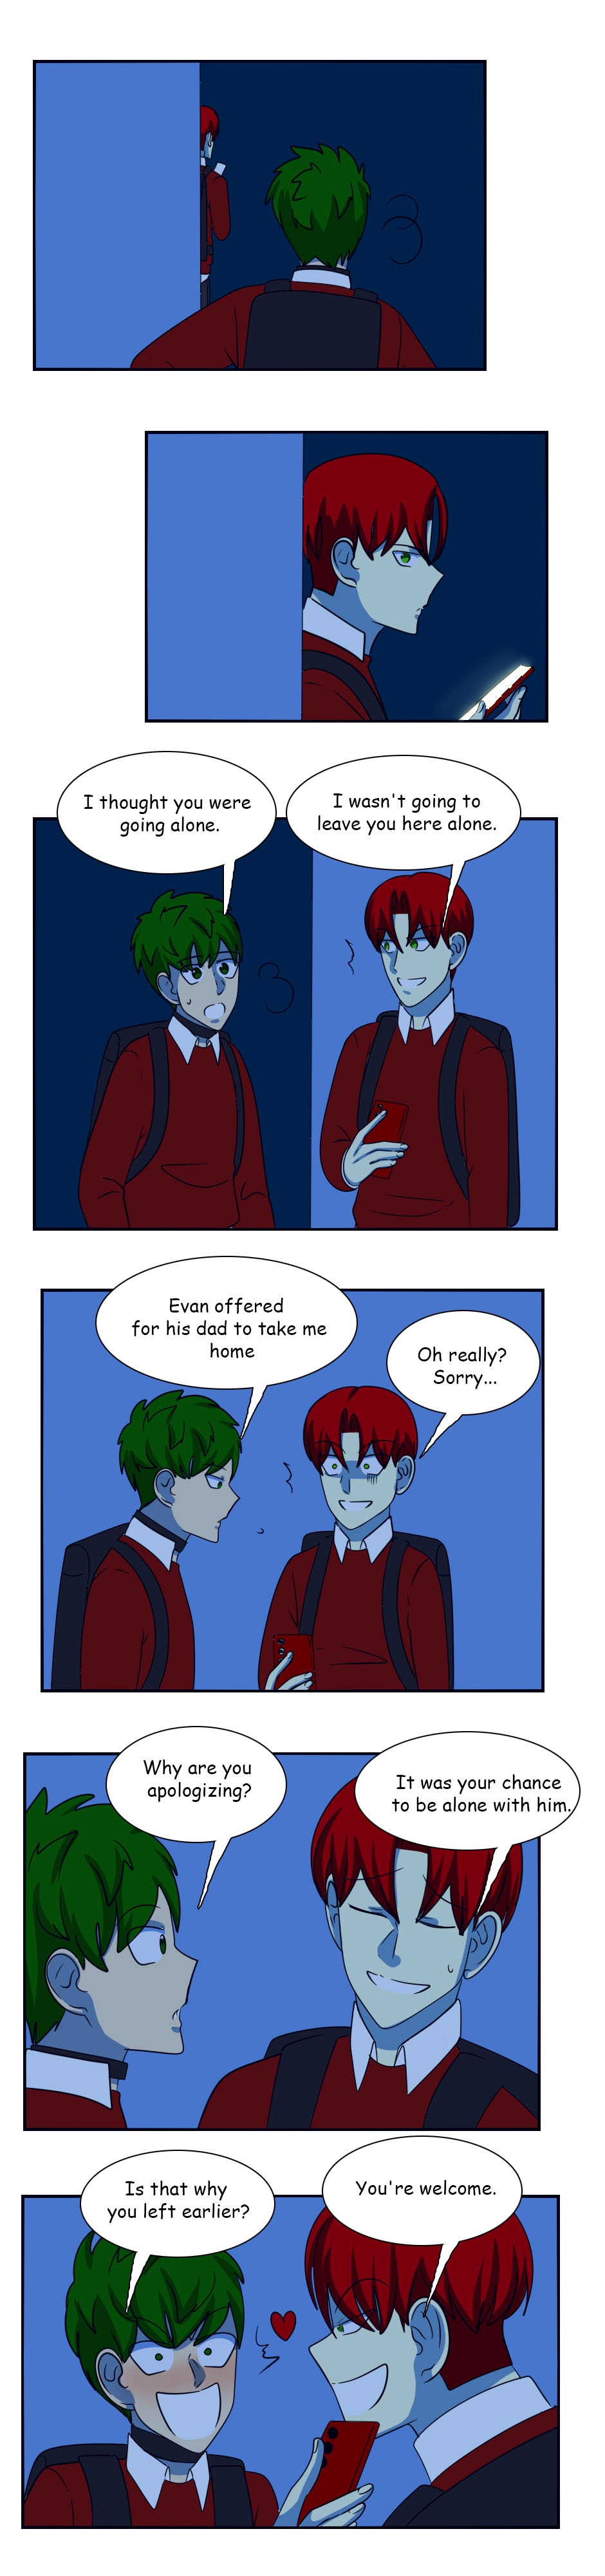 I thought you were
going alone.
I wasn't going to
leave you here alone.
Evan offered
for his dad to take me
home
Oh really?
Sorry...
Why are you
apologizing?
It was your chance
to be alone with him.
Is that why
you left earlier?
You're welcome.